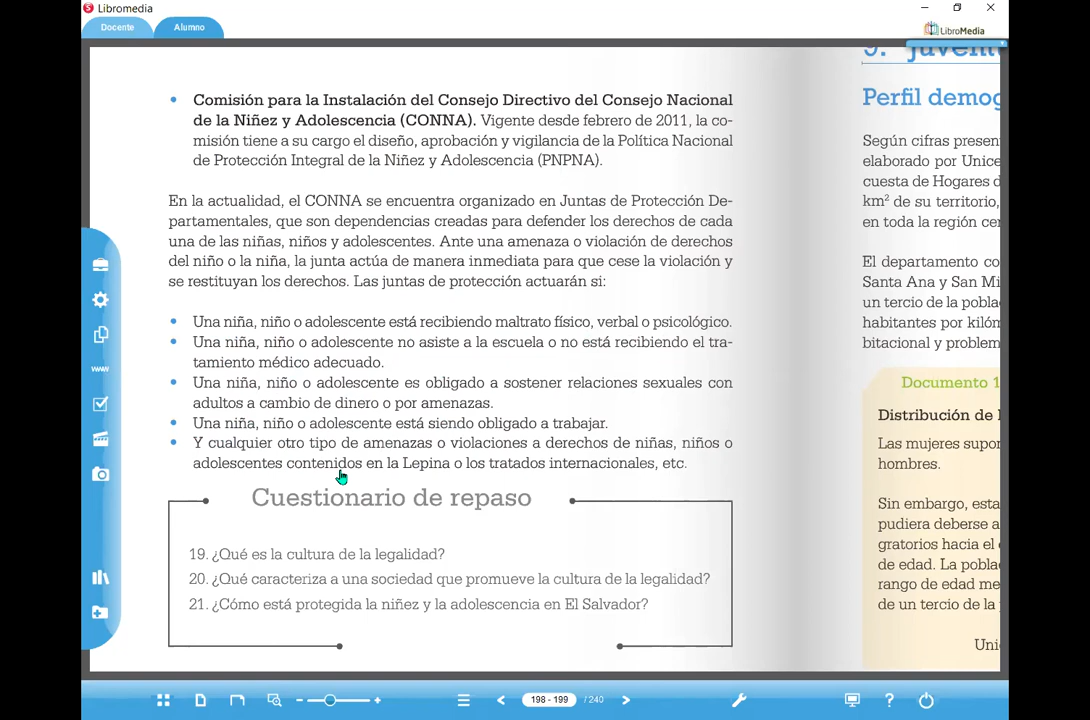 Libromedia
Docente
Alumno
LibroMedia
Comisión para la Instalación del Consejo Directivo del Consejo Nacional
de la Niñez y Adolescencia (CONNA). Vigente desde febrero de 2011, la co-
misión tiene a su cargo el diseño, aprobación y vigilancia de la Política Nacional
de Protección Integral de la Niñez y Adolescencia (PNPNA).
En la actualidad, el CONNA se encuentra organizado en Juntas de Protección De-
partamentales, que son dependencias creadas para defender los derechos de cada
una de las niñas, niños y adolescentes. Ante una amenaza o violación de derechos
del niño o la niña, la junta actúa de manera inmediata para que cese la violación y
se restituyan los derechos. Las juntas de protección actuarán si:
• Una niña, niño o adolescente está recibiendo maltrato físico, verbal o psicológico.
• Una niña, niño o adolescente no asiste a la escuela o no está recibiendo el tra-
tamiento médico adecuado.
• Una niña, niño o adolescente es obligado a sostener relaciones sexuales con
adultos a cambio de dinero o por amenazas.
• Una niña, niño o adolescente está siendo obligado a trabajar.
• Y cualquier otro tipo de amenazas o violaciones a derechos de niñas, niños o
adolescentes contenidos en la Lepina o los tratados internacionales, etc.
Cuestionario de repaso
19. ¿Qué es la cultura de la legalidad?
20. ¿Qué caracteriza a una sociedad que promueve la cultura de la legalidad?
21. ¿Cómo está protegida la niñez y la adolescencia en El Salvador?
Perfil demog
Según cifras presen
elaborado por Unice
cuesta de Hogares d
km² de su territorio,
en toda la región cen
El departamento co
Santa Ana y San Mi
un tercio de la pobla
habitantes por kilóm
bitacional y problem
Documento 1
Distribución de l
Las mujeres supor
hombres.
Sin embargo, esta
pudiera deberse a
gratorios hacia el
de edad. La pobla
rango de edad me
de un tercio de la
Uni
www
198 - 199 / 240